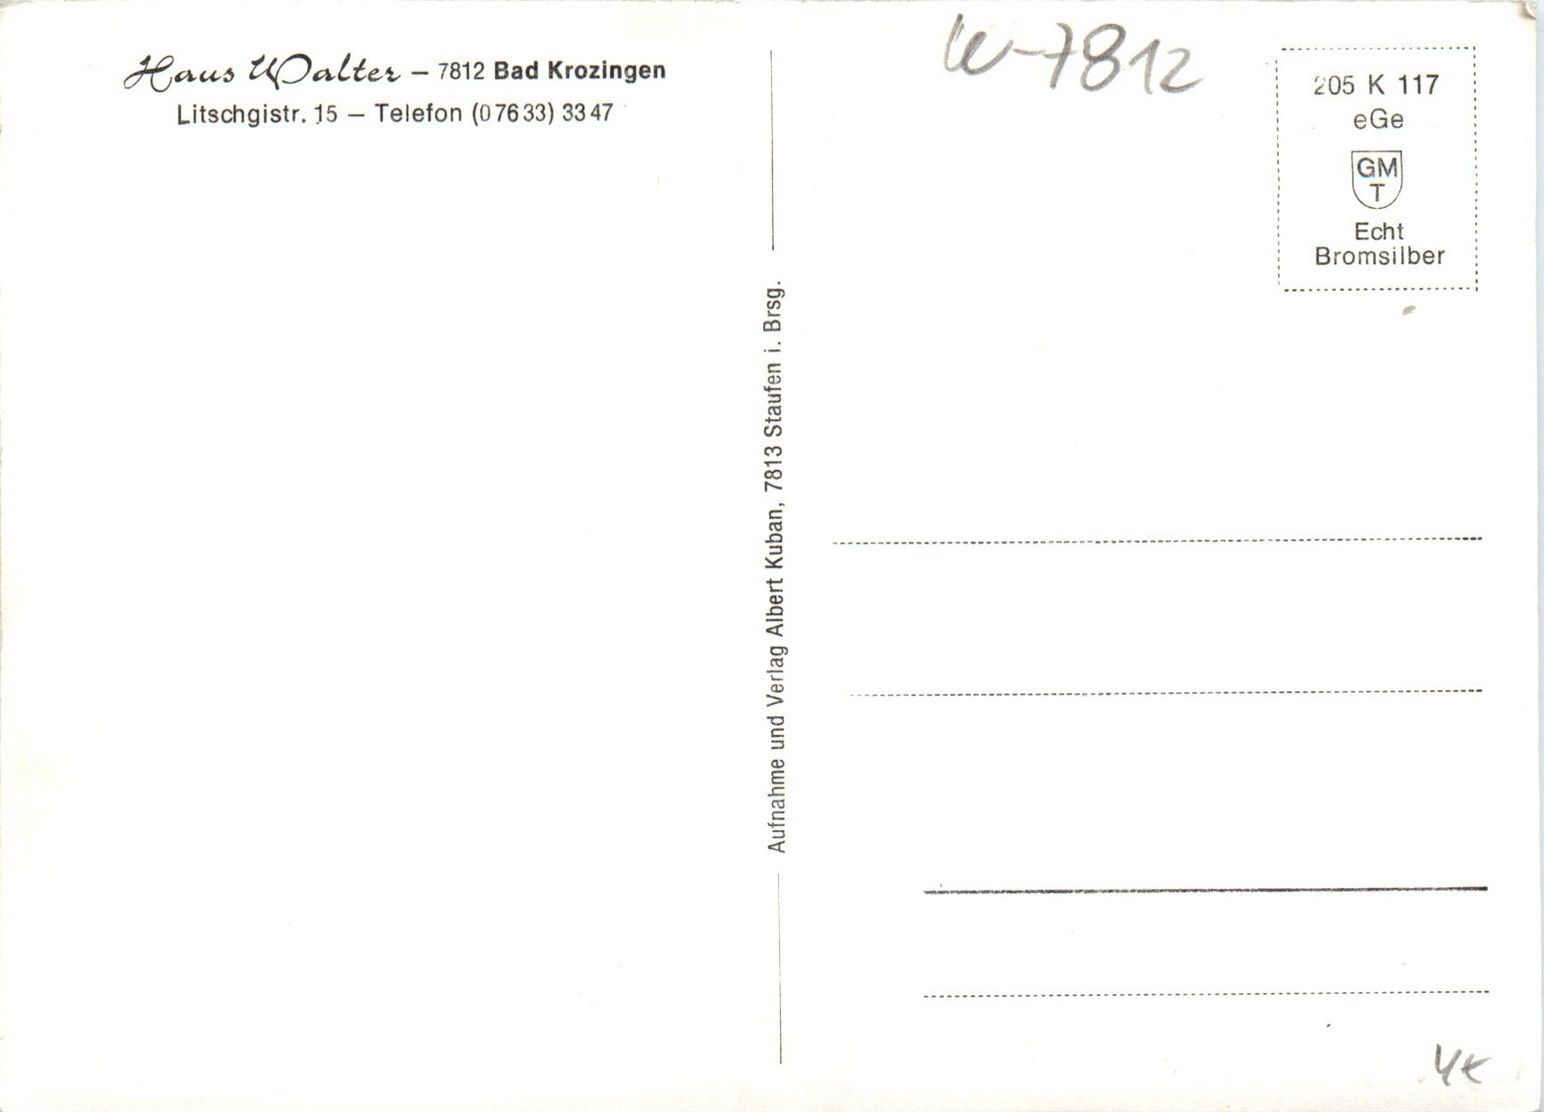 Haus Walter – 7812 Bad Krozingen
Litschgistr. 15 – Telefon (07633) 3347
Aufnahme und Verlag Albert Kuban, 7813 Staufen i. Brsg.
W-7812
205 K 117
eGe
GM
T
Echt
Bromsilber
4€